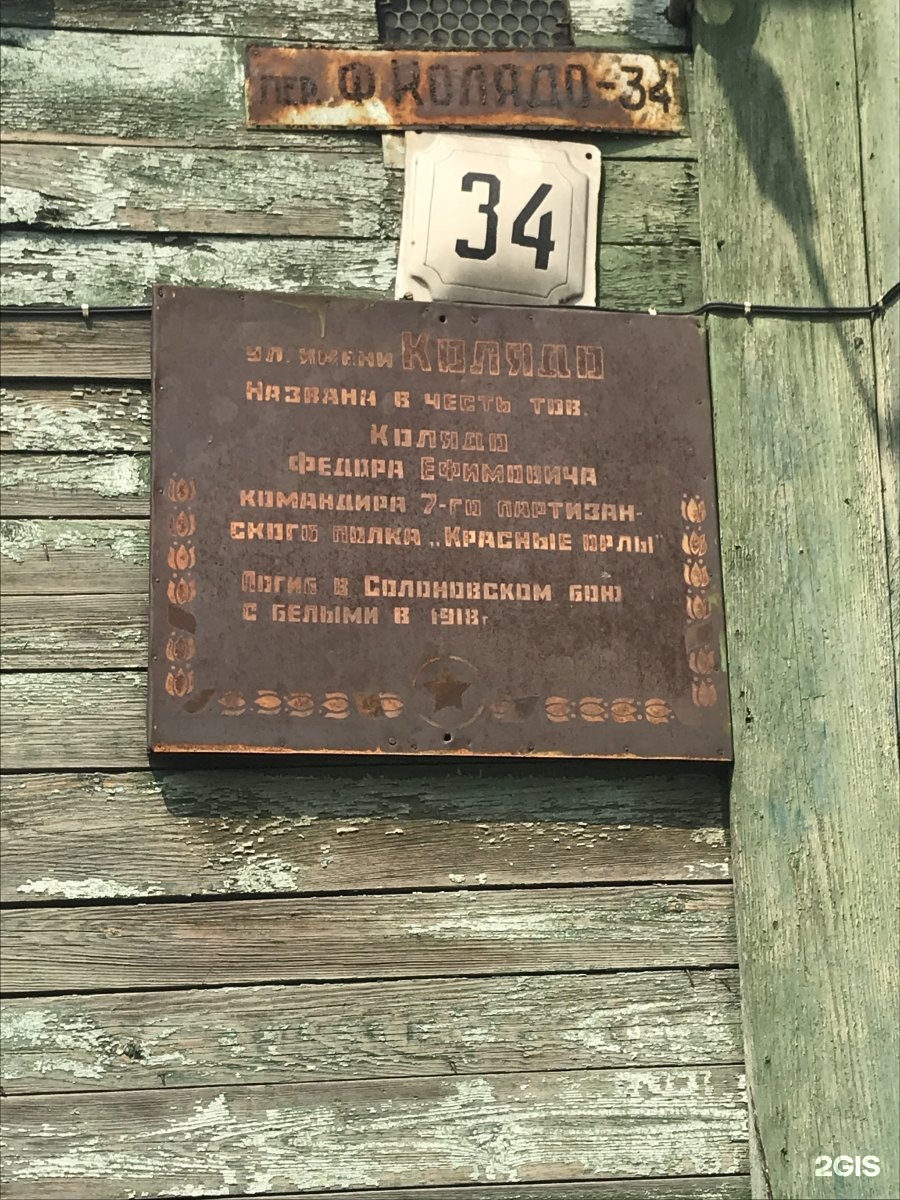 ПЕР. Ф КОЛЯДО-34
34
УЛ. ИМЕНИ КОЛЯДО
НАЗВАНА В ЧЕСТЬ ТОВ.
КОЛЯДО
ФЕДОРА ЕФИМОВИЧА
КОМАНДИРА 7-ГО ПАРТИЗАН-
СКОГО ПОЛКА „КРАСНЫЕ ОРЛЫ"
ПОГИБ В СОЛОНОВСКОМ БОЮ
С БЕЛЫМИ В 1918г
2GIS